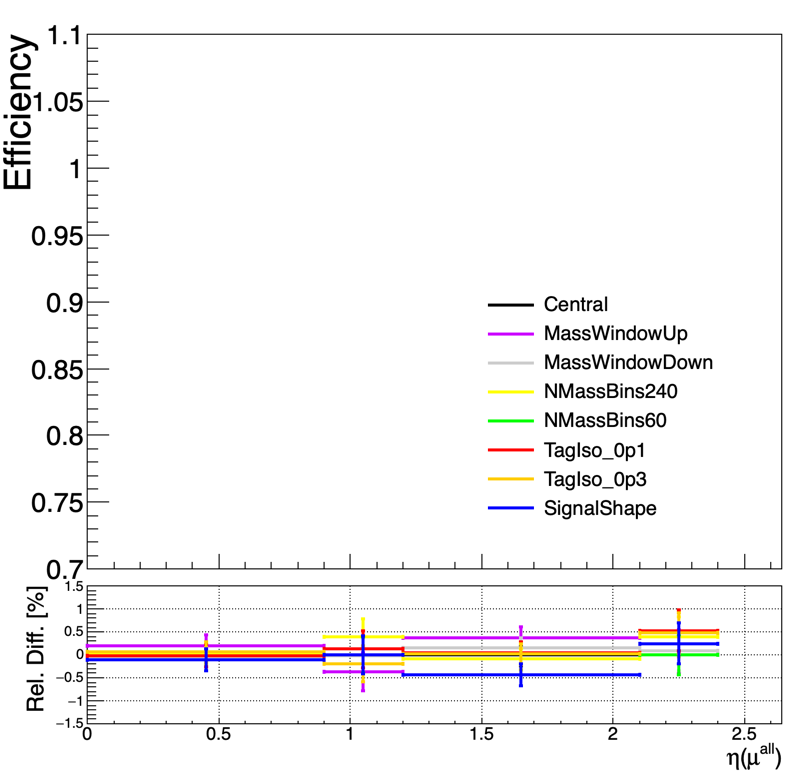 Efficiency
1.1
1.05
1
0.95
0.9
0.85
0.8
0.75
0.7
Central
MassWindowUp
MassWindowDown
NMassBins240
NMassBins60
TagIso_0p1
TagIso_0p3
SignalShape
Rel. Diff. [%]
1.5
1
0.5
0
−0.5
−1
−1.5
0 0.5 1 1.5 2 2.5
η(μ^all)